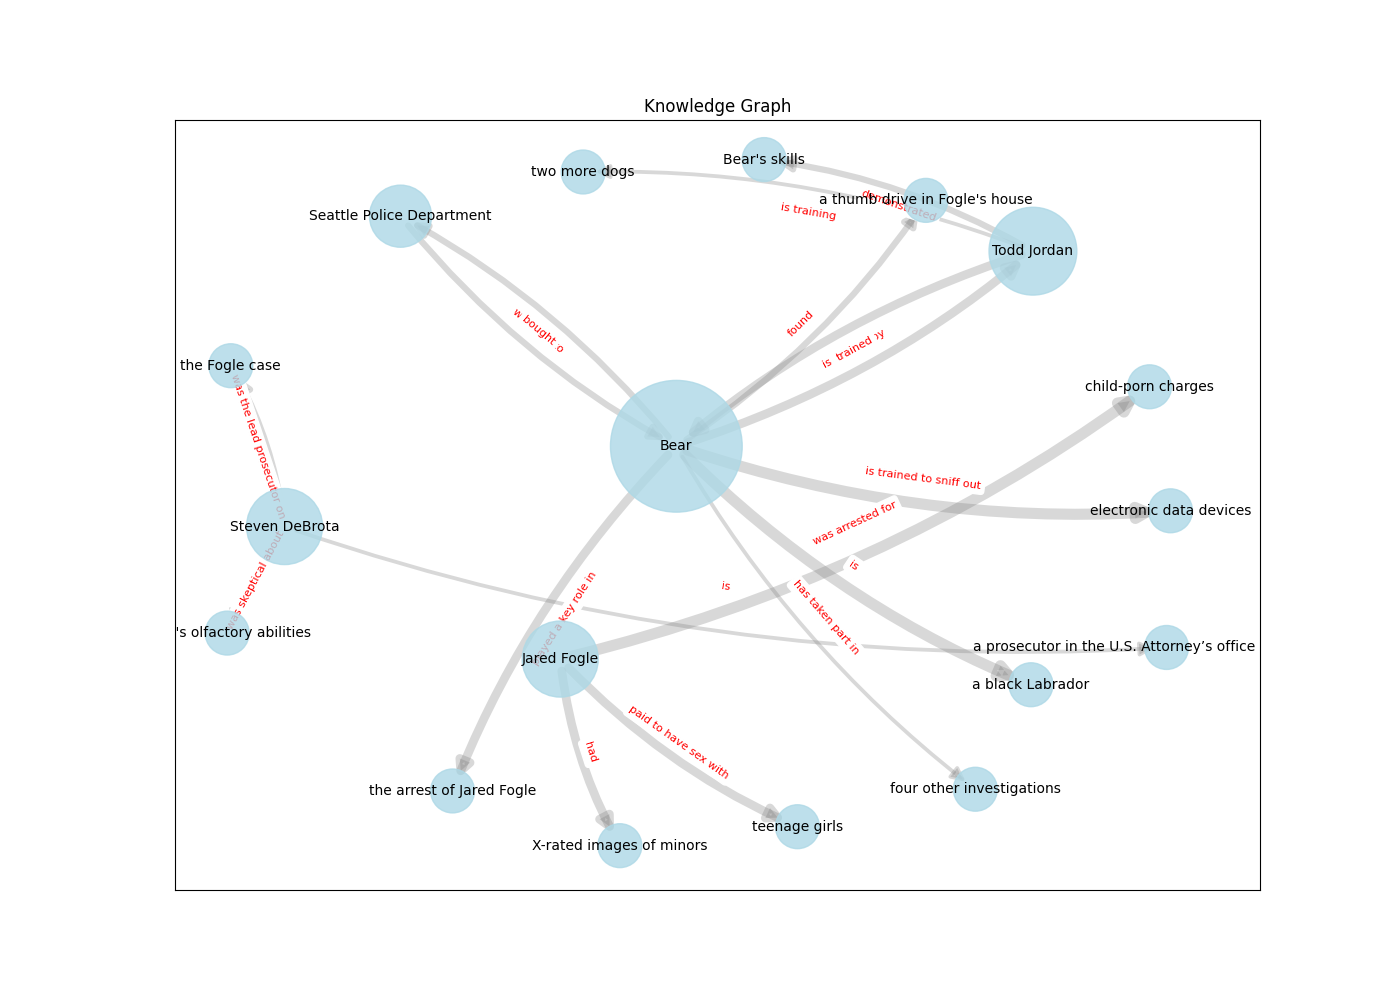 Knowledge Graph
Bear's skills
two more dogs
a thumb drive in Fogle's house
demonstrated
is training
Seattle Police Department
Todd Jordan
found
bought
is trained by
the Fogle case
child-porn charges
was the lead prosecutor on
Bear
is trained to sniff out
electronic data devices
was arrested for
Steven DeBrota
is
is
was skeptical about
played a key role in
has taken part in
's olfactory abilities
a prosecutor in the U.S. Attorney’s office
Jared Fogle
a black Labrador
paid to have sex with
had
the arrest of Jared Fogle
four other investigations
teenage girls
X-rated images of minors